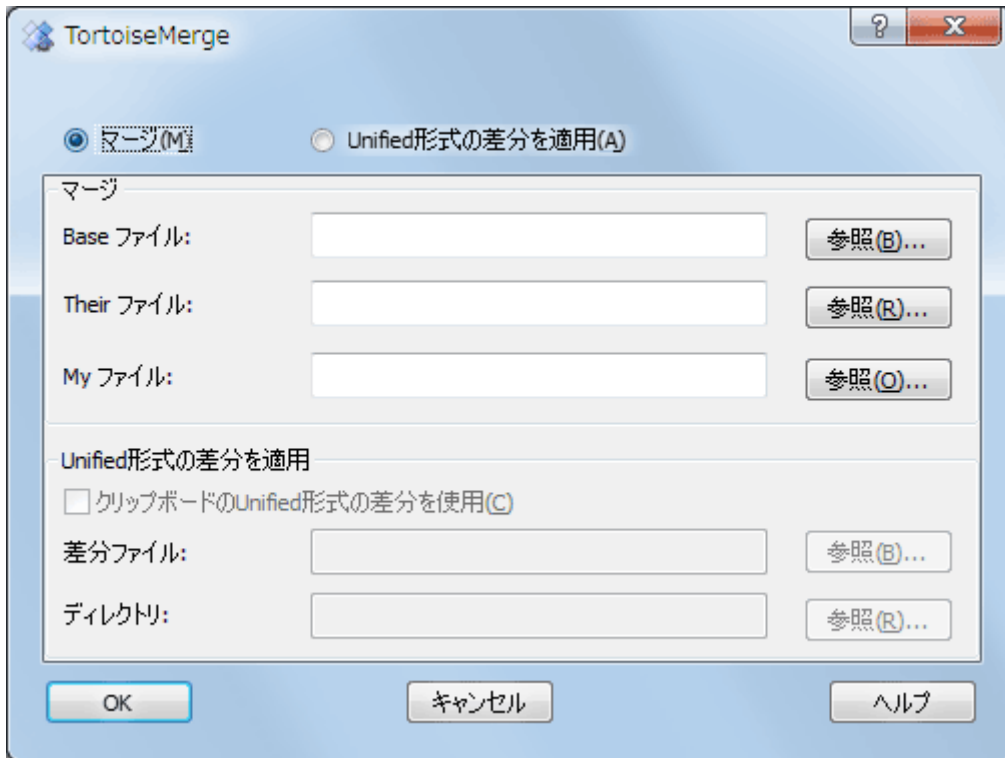 TortoiseMerge
マージ(M) Unified形式の差分を適用(A)
マージ
Base ファイル: 参照(B)...
Their ファイル: 参照(R)...
My ファイル: 参照(O)...
Unified形式の差分を適用
クリップボードのUnified形式の差分を使用(C)
差分ファイル: 参照(B)...
ディレクトリ: 参照(R)...
OK キャンセル ヘルプ